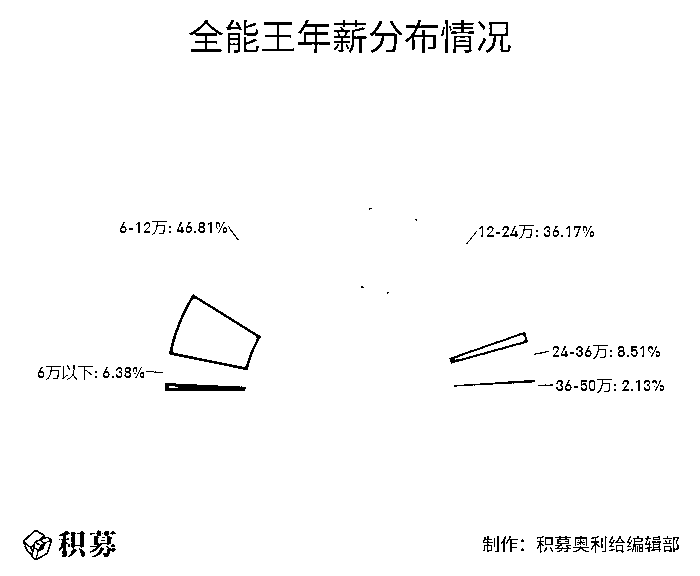 全能王年薪分布情况
6-12万: 46.81%
12-24万: 36.17%
24-36万: 8.51%
6万以下: 6.38%
36-50万: 2.13%
积募
制作：积募奥利给编辑部